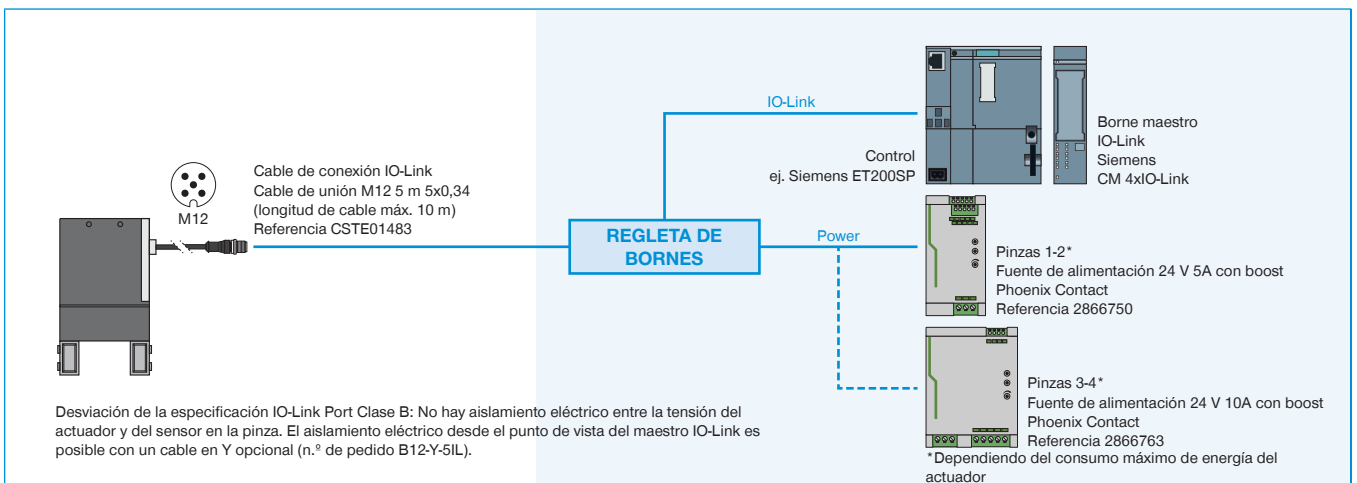 Cable de conexión IO-Link
Cable de unión M12 5 m 5x0,34
(longitud de cable máx. 10 m)
Referencia CSTE01483
M12
REGLETA DE
BORNES
IO-Link
Power
Control
ej. Siemens ET200SP
Borne maestro
IO-Link
Siemens
CM 4xIO-Link
Pinzas 1-2*
Fuente de alimentación 24 V 5A con boost
Phoenix Contact
Referencia 2866750
Pinzas 3-4*
Fuente de alimentación 24 V 10A con boost
Phoenix Contact
Referencia 2866763
*Dependiendo del consumo máximo de energía del
actuador
Desviación de la especificación IO-Link Port Clase B: No hay aislamiento eléctrico entre la tensión del
actuador y del sensor en la pinza. El aislamiento eléctrico desde el punto de vista del maestro IO-Link es
posible con un cable en Y opcional (n.º de pedido B12-Y-5IL).